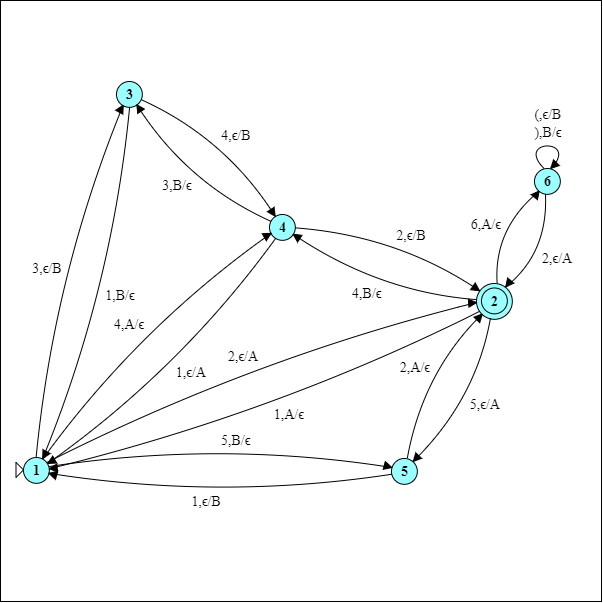 (,ϵ/B
),B/ϵ
3
4,ϵ/B
6
3,B/ϵ
6,A/ϵ
4
2,ϵ/B
2,ϵ/A
3,ϵ/B
1,B/ϵ
4,B/ϵ
2
4,A/ϵ
2,ϵ/A
1,ϵ/A
2,A/ϵ
5,ϵ/A
1,A/ϵ
5,B/ϵ
1
5
1,ϵ/B